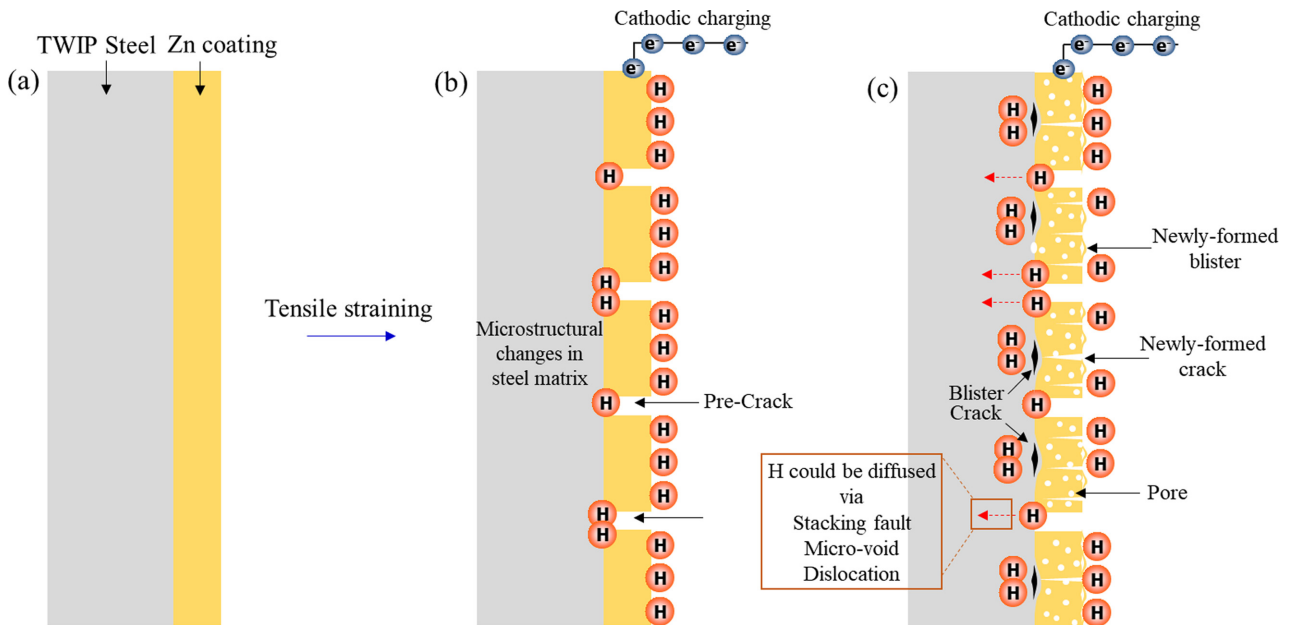 TWIP Steel Zn coating
(a)
Tensile straining
Cathodic charging
e- e- e-
e-
(b)
H
H
H
H
H
H
H
H
H
H
H
H
Microstructural
changes in
steel matrix
H
H
Pre-Crack
H
H
H
H
H
H
H
H
H
Cathodic charging
e- e- e-
e-
(c)
H
H
H
H
H
H
H
H
H
H
Newly-formed
blister
H
H
H
H
H
H
Newly-formed
crack
Blister
Crack
H
H
H
H
H
H
Pore
H could be diffused
via
Stacking fault
Micro-void
Dislocation
H
H
H
H
H
H